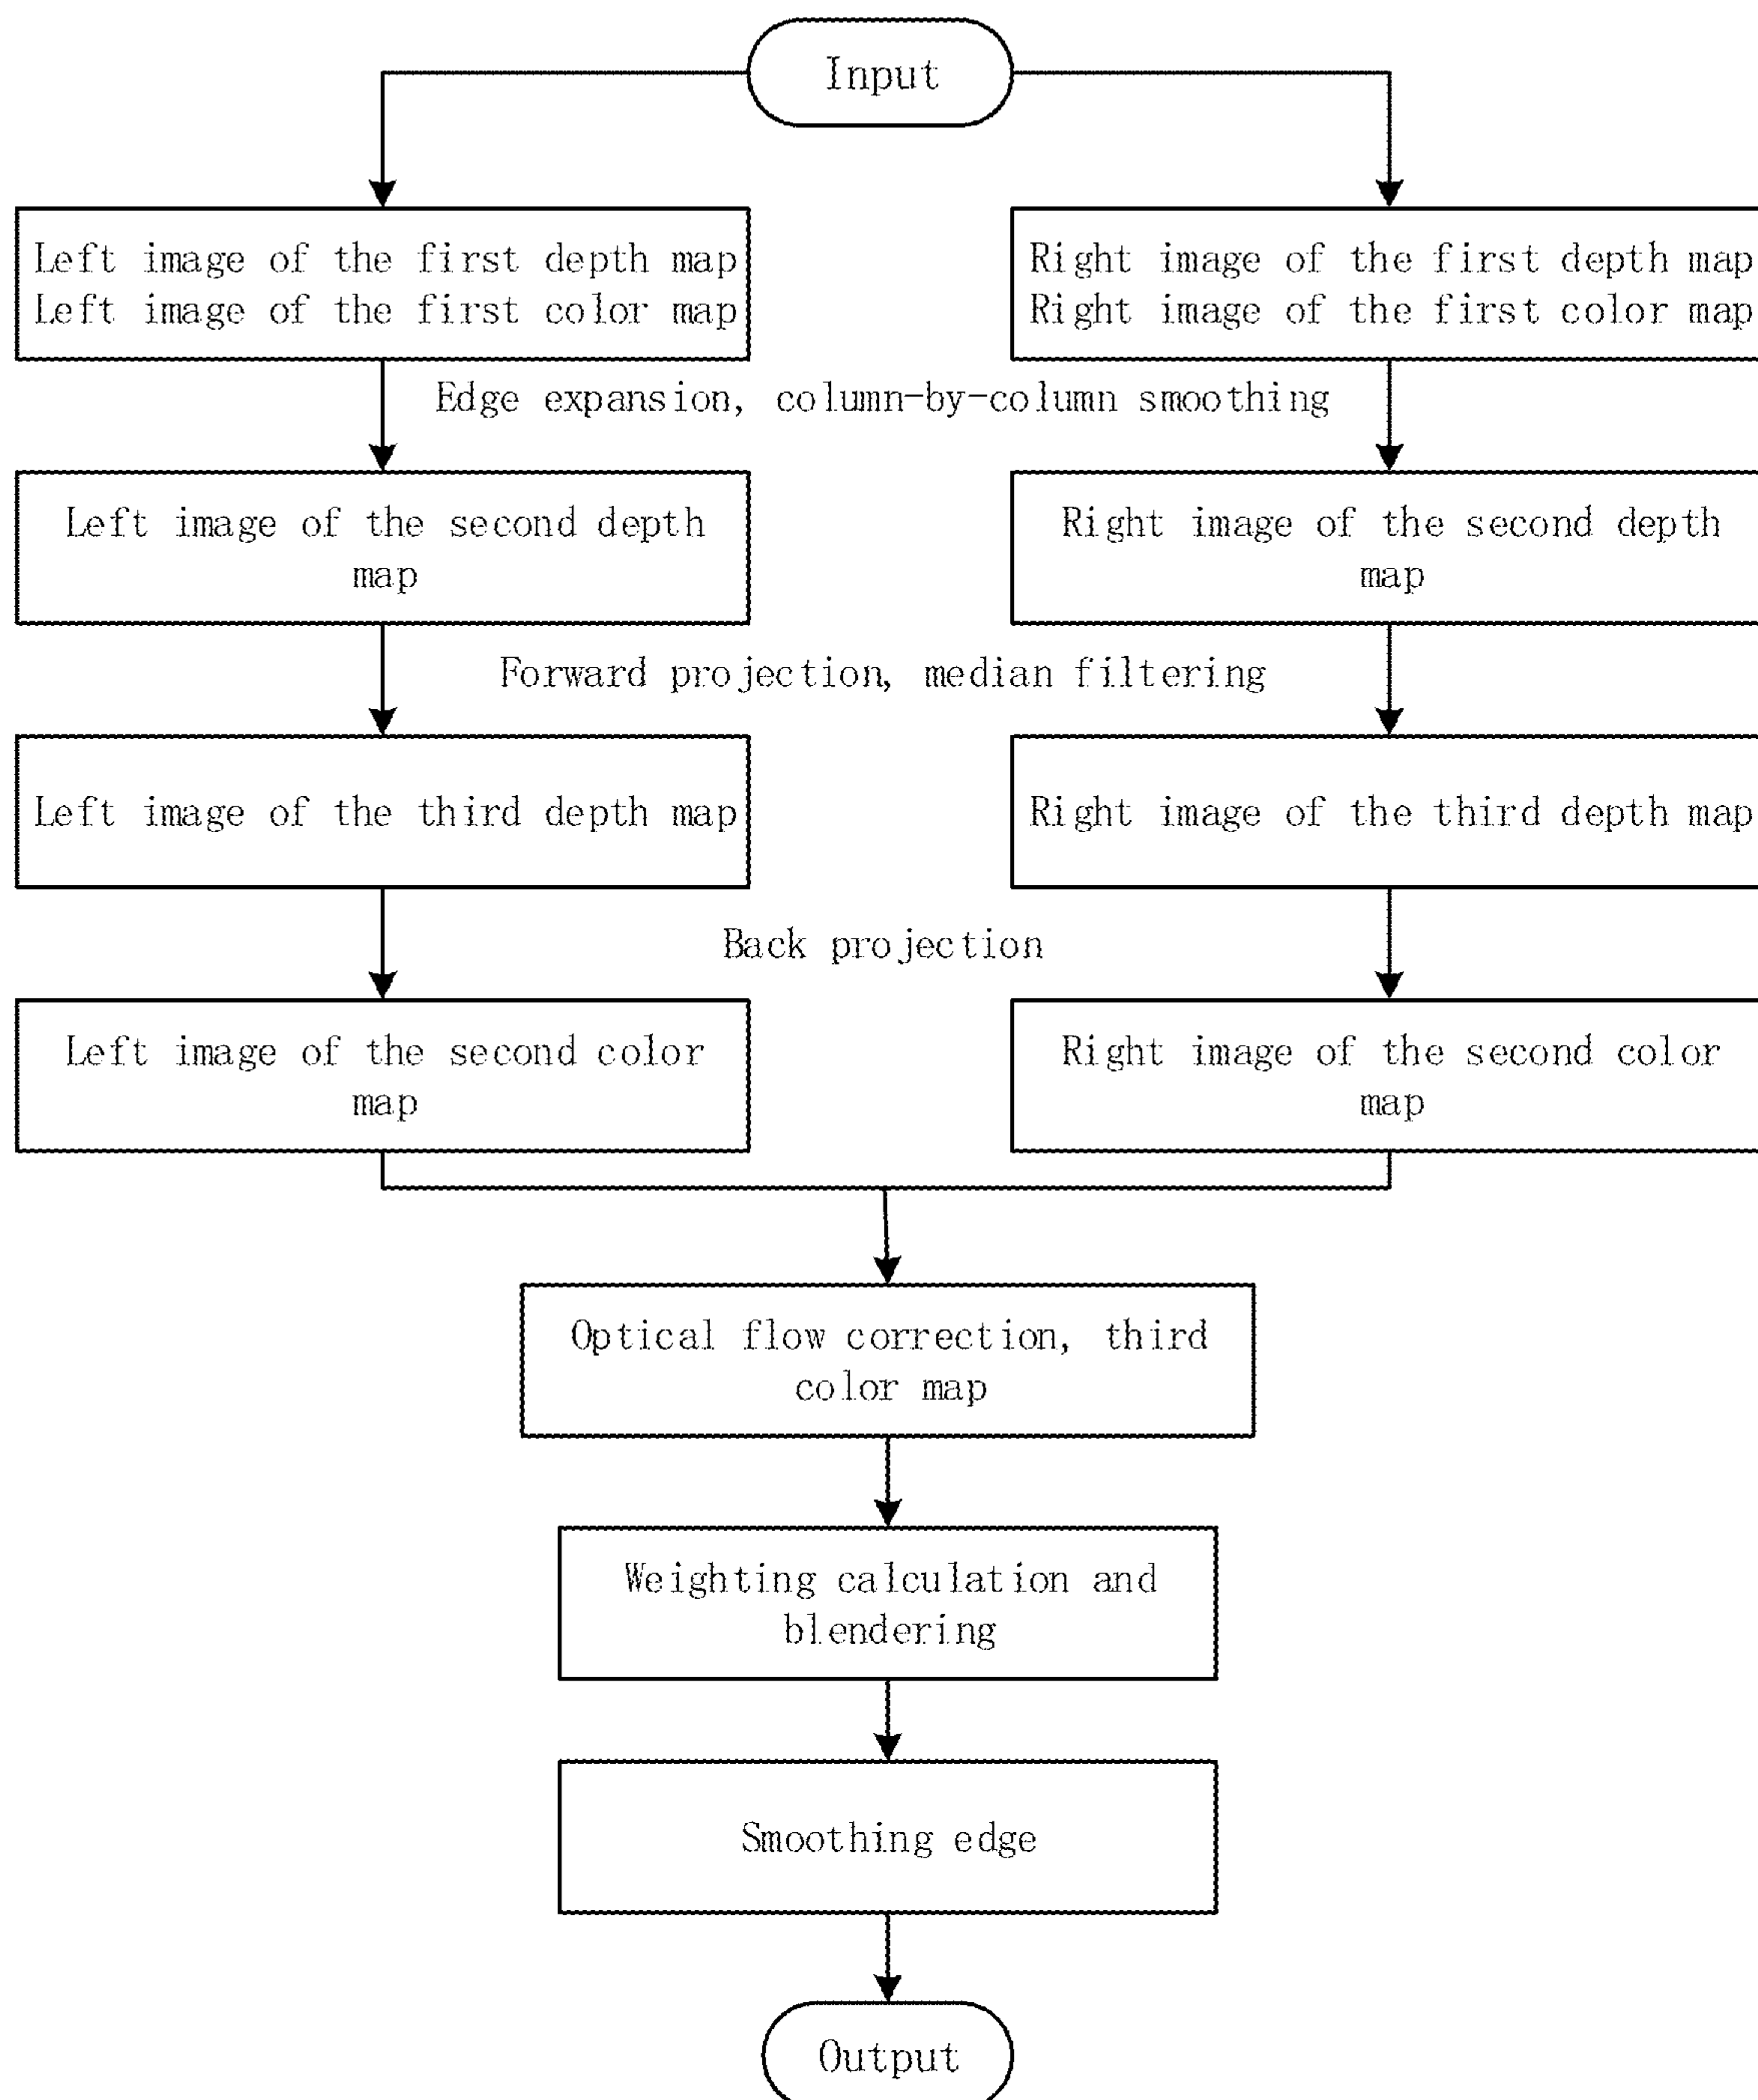 Input
Left image of the first depth map
Left image of the first color map
Right image of the first depth map
Right image of the first color map
Edge expansion, column-by-column smoothing
Left image of the second depth
map
Right image of the second depth
map
Forward projection, median filtering
Left image of the third depth map
Right image of the third depth map
Back projection
Left image of the second color
map
Right image of the second color
map
Optical flow correction, third
color map
Weighting calculation and
blendering
Smoothing edge
Output